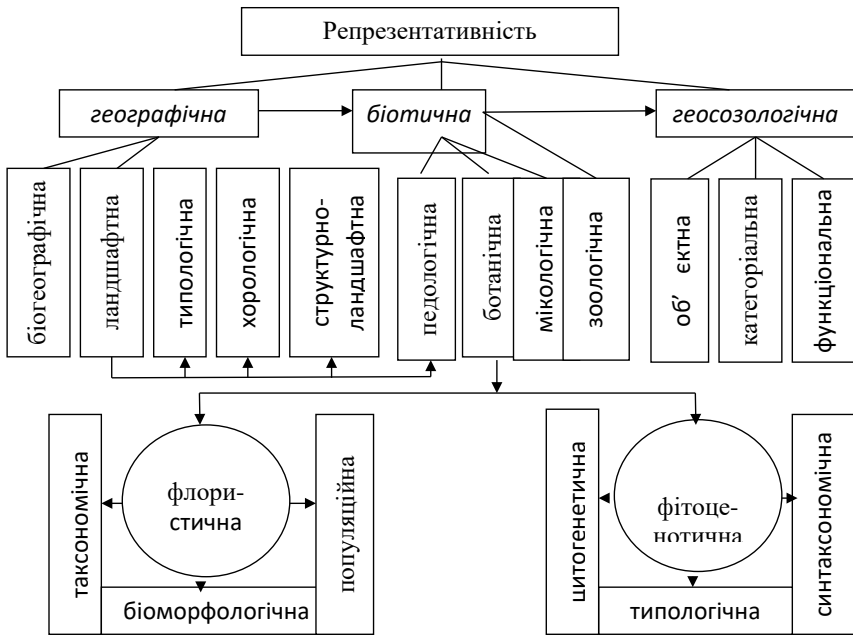 Репрезентативність
географічна
біотична
геосозологічна
біогеографічна
ландшафтна
типологічна
хорологічна
структурно-
ландшафтна
педологічна
ботанічна
мікологічна
зоологічна
об' єктна
категоріальна
функціональна
таксономічна
флори-
стична
популяційна
біоморфологічна
цитогенетична
фітоце-
нотична
синтаксономічна
типологічна